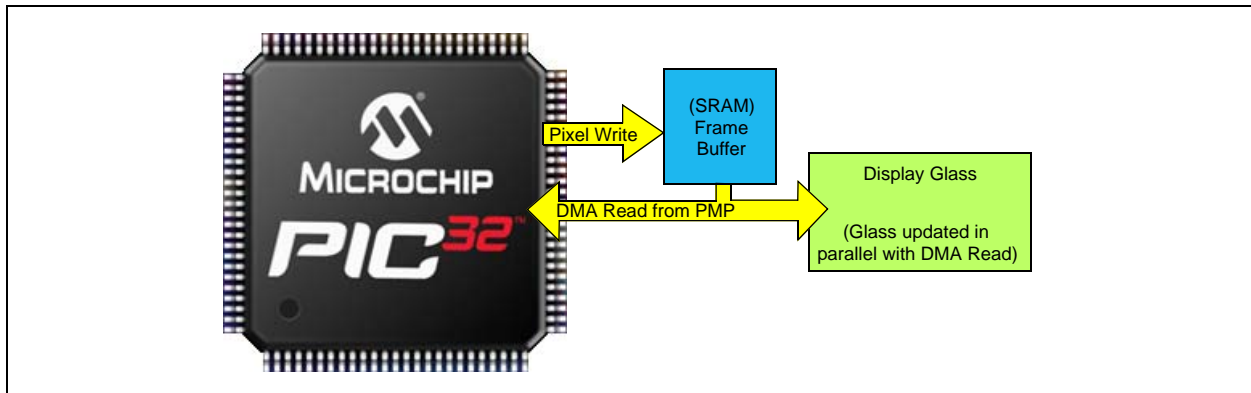 MICROCHIP
PIC32™
Pixel Write
(SRAM)
Frame
Buffer
DMA Read from PMP
Display Glass
(Glass updated in
parallel with DMA Read)